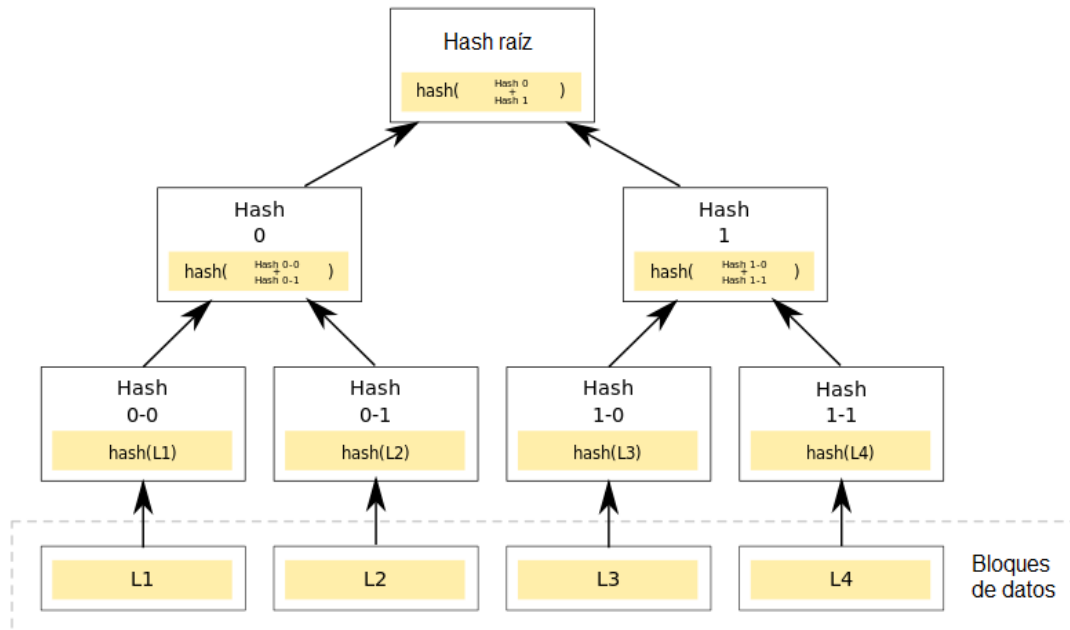 Hash raíz
hash( Hash 0 + Hash 1 )
Hash
0
hash( Hash 0-0 + Hash 0-1 )
Hash
1
hash( Hash 1-0 + Hash 1-1 )
Hash
0-0
hash(L1)
Hash
0-1
hash(L2)
Hash
1-0
hash(L3)
Hash
1-1
hash(L4)
L1
L2
L3
L4
Bloques
de datos